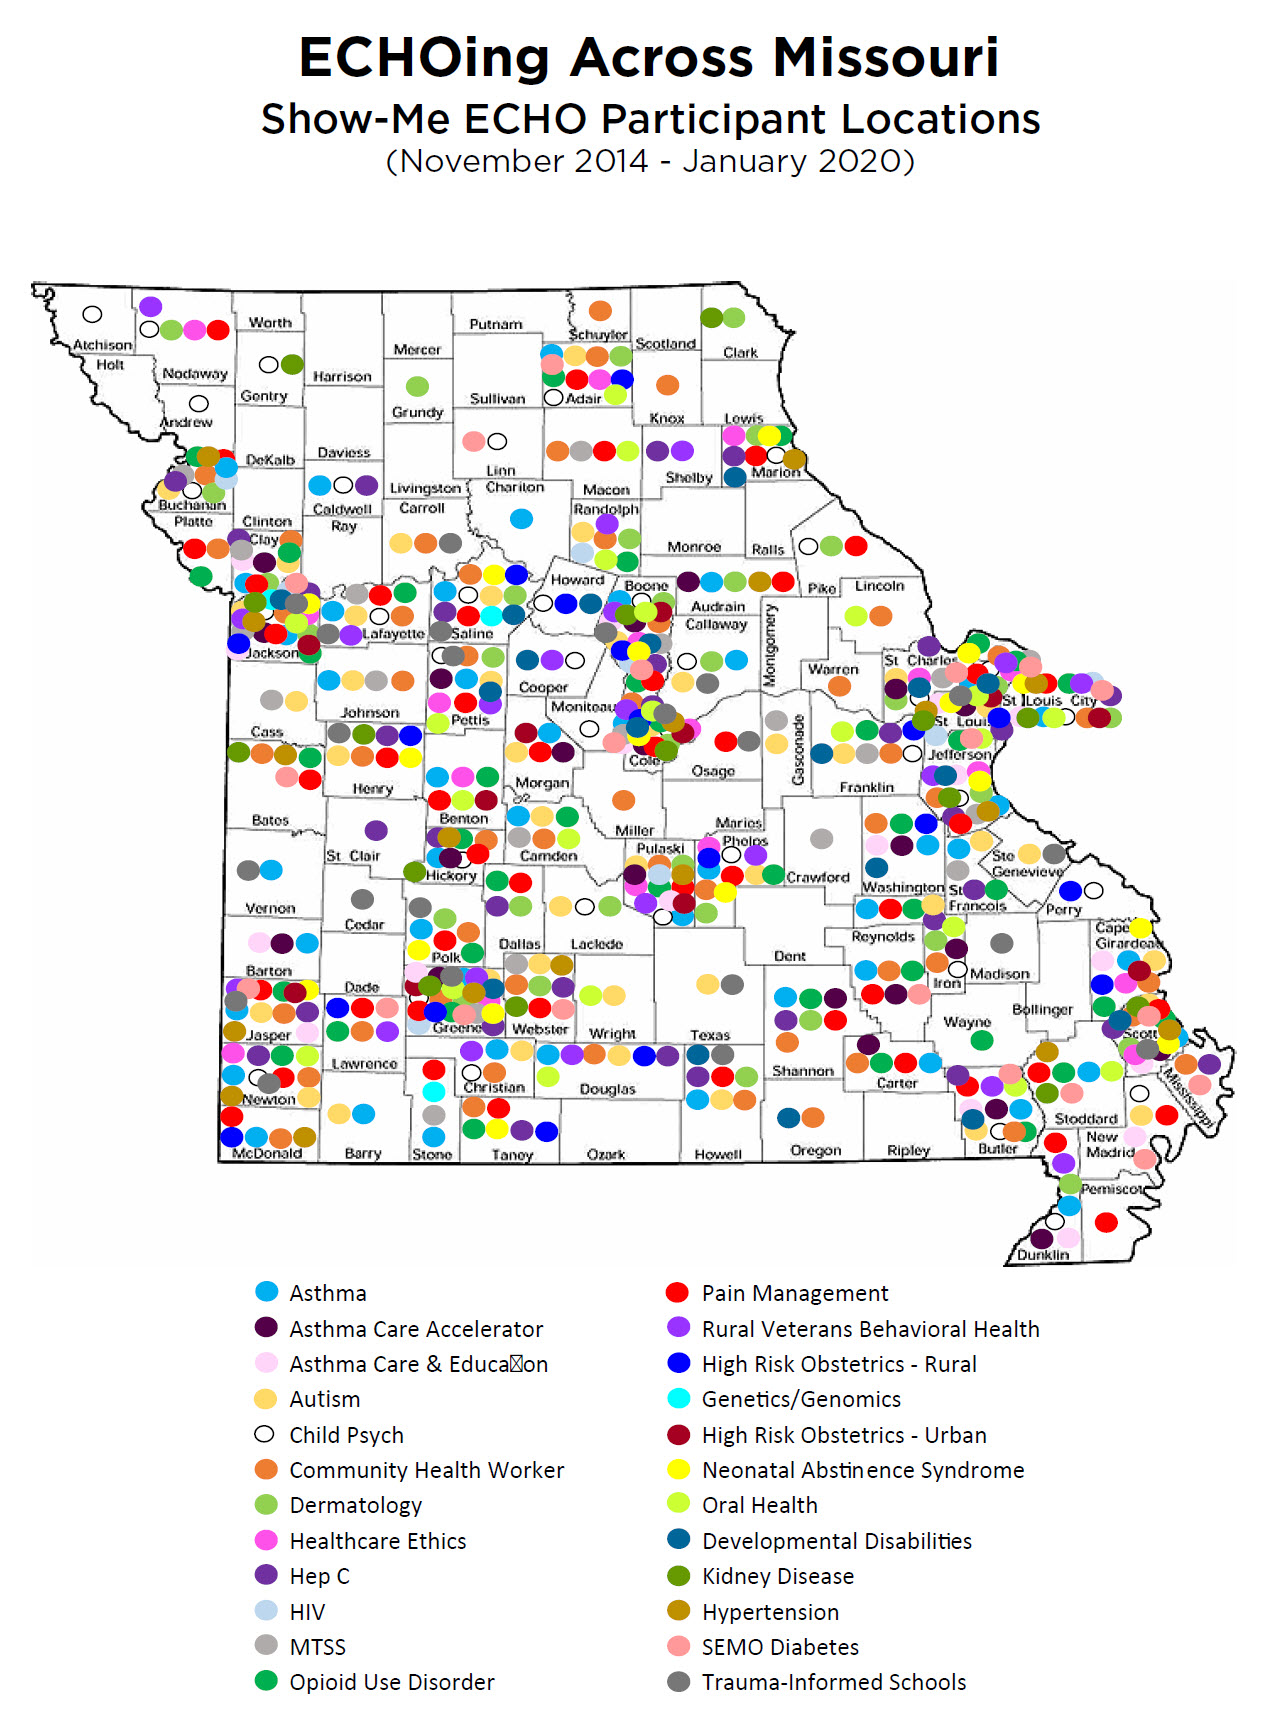 ECHOing Across Missouri
Show-Me ECHO Participant Locations
(November 2014 - January 2020)
Atchison
Nodaway
Worth
Harrison
Mercer
Putnam
Schuyler
Scotland
Clark
Holt
Gentry
Grundy
Sullivan
Adair
Knox
Lewis
Andrew
DeKalb
Daviess
Livingston
Linn
Macon
Shelby
Marion
Buchanan
Clinton
Caldwell
Carroll
Chariton
Randolph
Monroe
Ralls
Platte
Clay
Ray
Howard
Boone
Audrain
Pike
Lincoln
Jackson
Lafayette
Saline
Cooper
Callaway
Montgomery
Warren
St Charles
St Louis City
St Loui
Cass
Johnson
Pettis
Moniteau
Cole
Osage
Gasconade
Franklin
Jefferson
Bates
Henry
Benton
Morgan
Miller
Maries
Crawford
Washington
Ste
Genevieve
St
Francois
Perry
Vernon
St Clair
Hickory
Camden
Pulaski
Phelps
Cedar
Barton
Dade
Polk
Dallas
Laclede
Dent
Reynolds
Iron
Madison
Cape
Girardeau
Bollinger
Jasper
Greene
Webster
Wright
Texas
Shannon
Wayne
Scott
Mississippi
Lawrence
Newton
Christian
Douglas
Carter
Stoddard
McDonald
Barry
Stone
Taney
Ozark
Howell
Oregon
Ripley
Butler
New
Madrid
Pemiscot
Dunklin
Asthma
Asthma Care Accelerator
Asthma Care & Educa⍰on
Autism
Child Psych
Community Health Worker
Dermatology
Healthcare Ethics
Hep C
HIV
MTSS
Opioid Use Disorder
Pain Management
Rural Veterans Behavioral Health
High Risk Obstetrics - Rural
Genetics/Genomics
High Risk Obstetrics - Urban
Neonatal Abstinence Syndrome
Oral Health
Developmental Disabilities
Kidney Disease
Hypertension
SEMO Diabetes
Trauma-Informed Schools